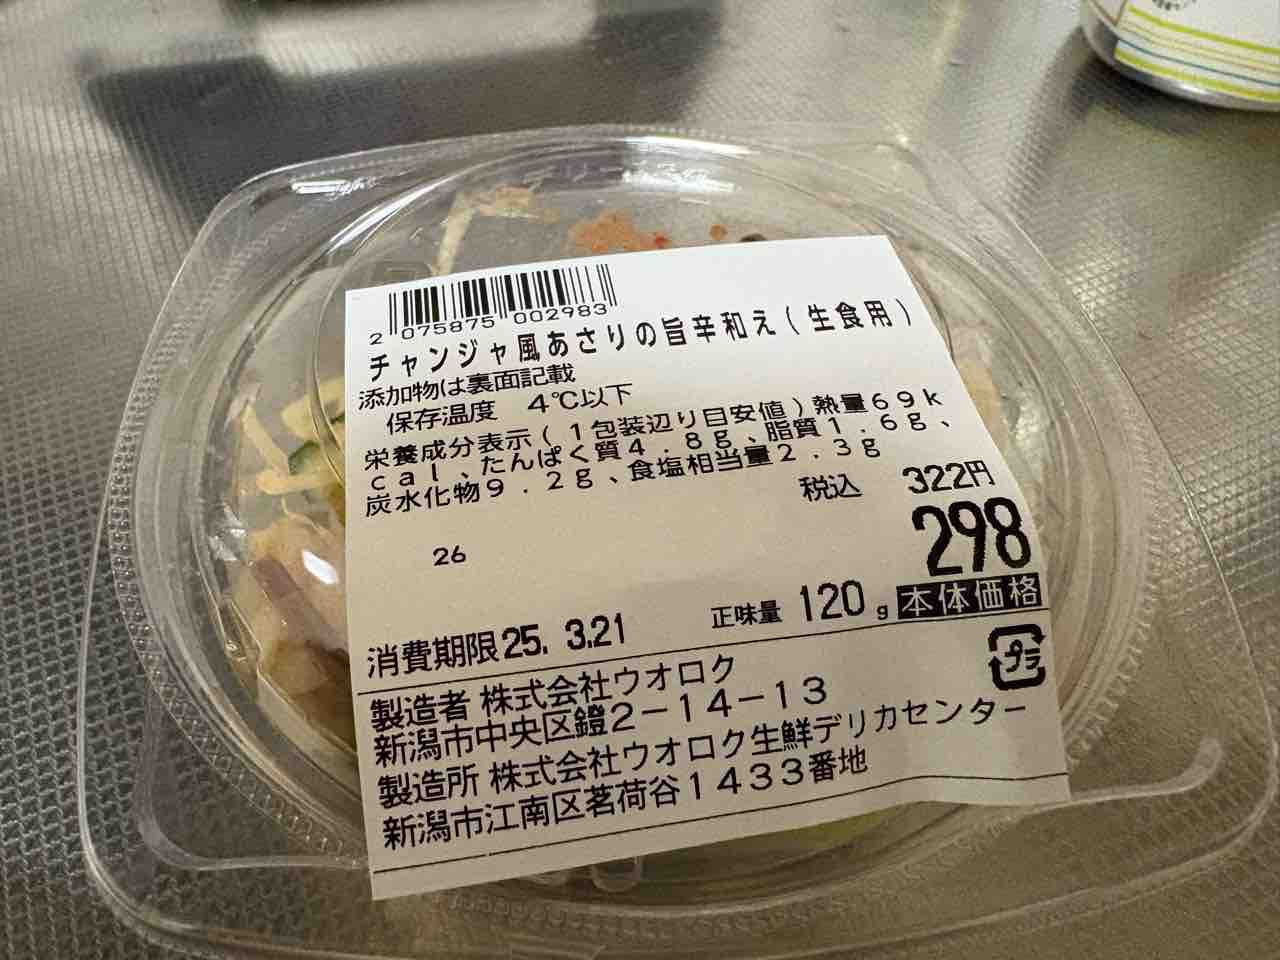 2 075875 002983
チャンジャ風あさりの旨辛和え(生食用)
添加物は裏面記載
保存温度 4℃以下
栄養成分表示(1包装辺り目安値)熱量69k
cal、たんぱく質4.8g、脂質1.6g、
炭水化物9.2g、食塩相当量2.3g
税込 322円
298
26
本体価格
正味量 120g
消費期限25. 3.21
プラ
製造者 株式会社ウオロク
新潟市中央区鐙2-14-13
製造所 株式会社ウオロク生鮮デリカセンター
新潟市江南区茗荷谷1433番地